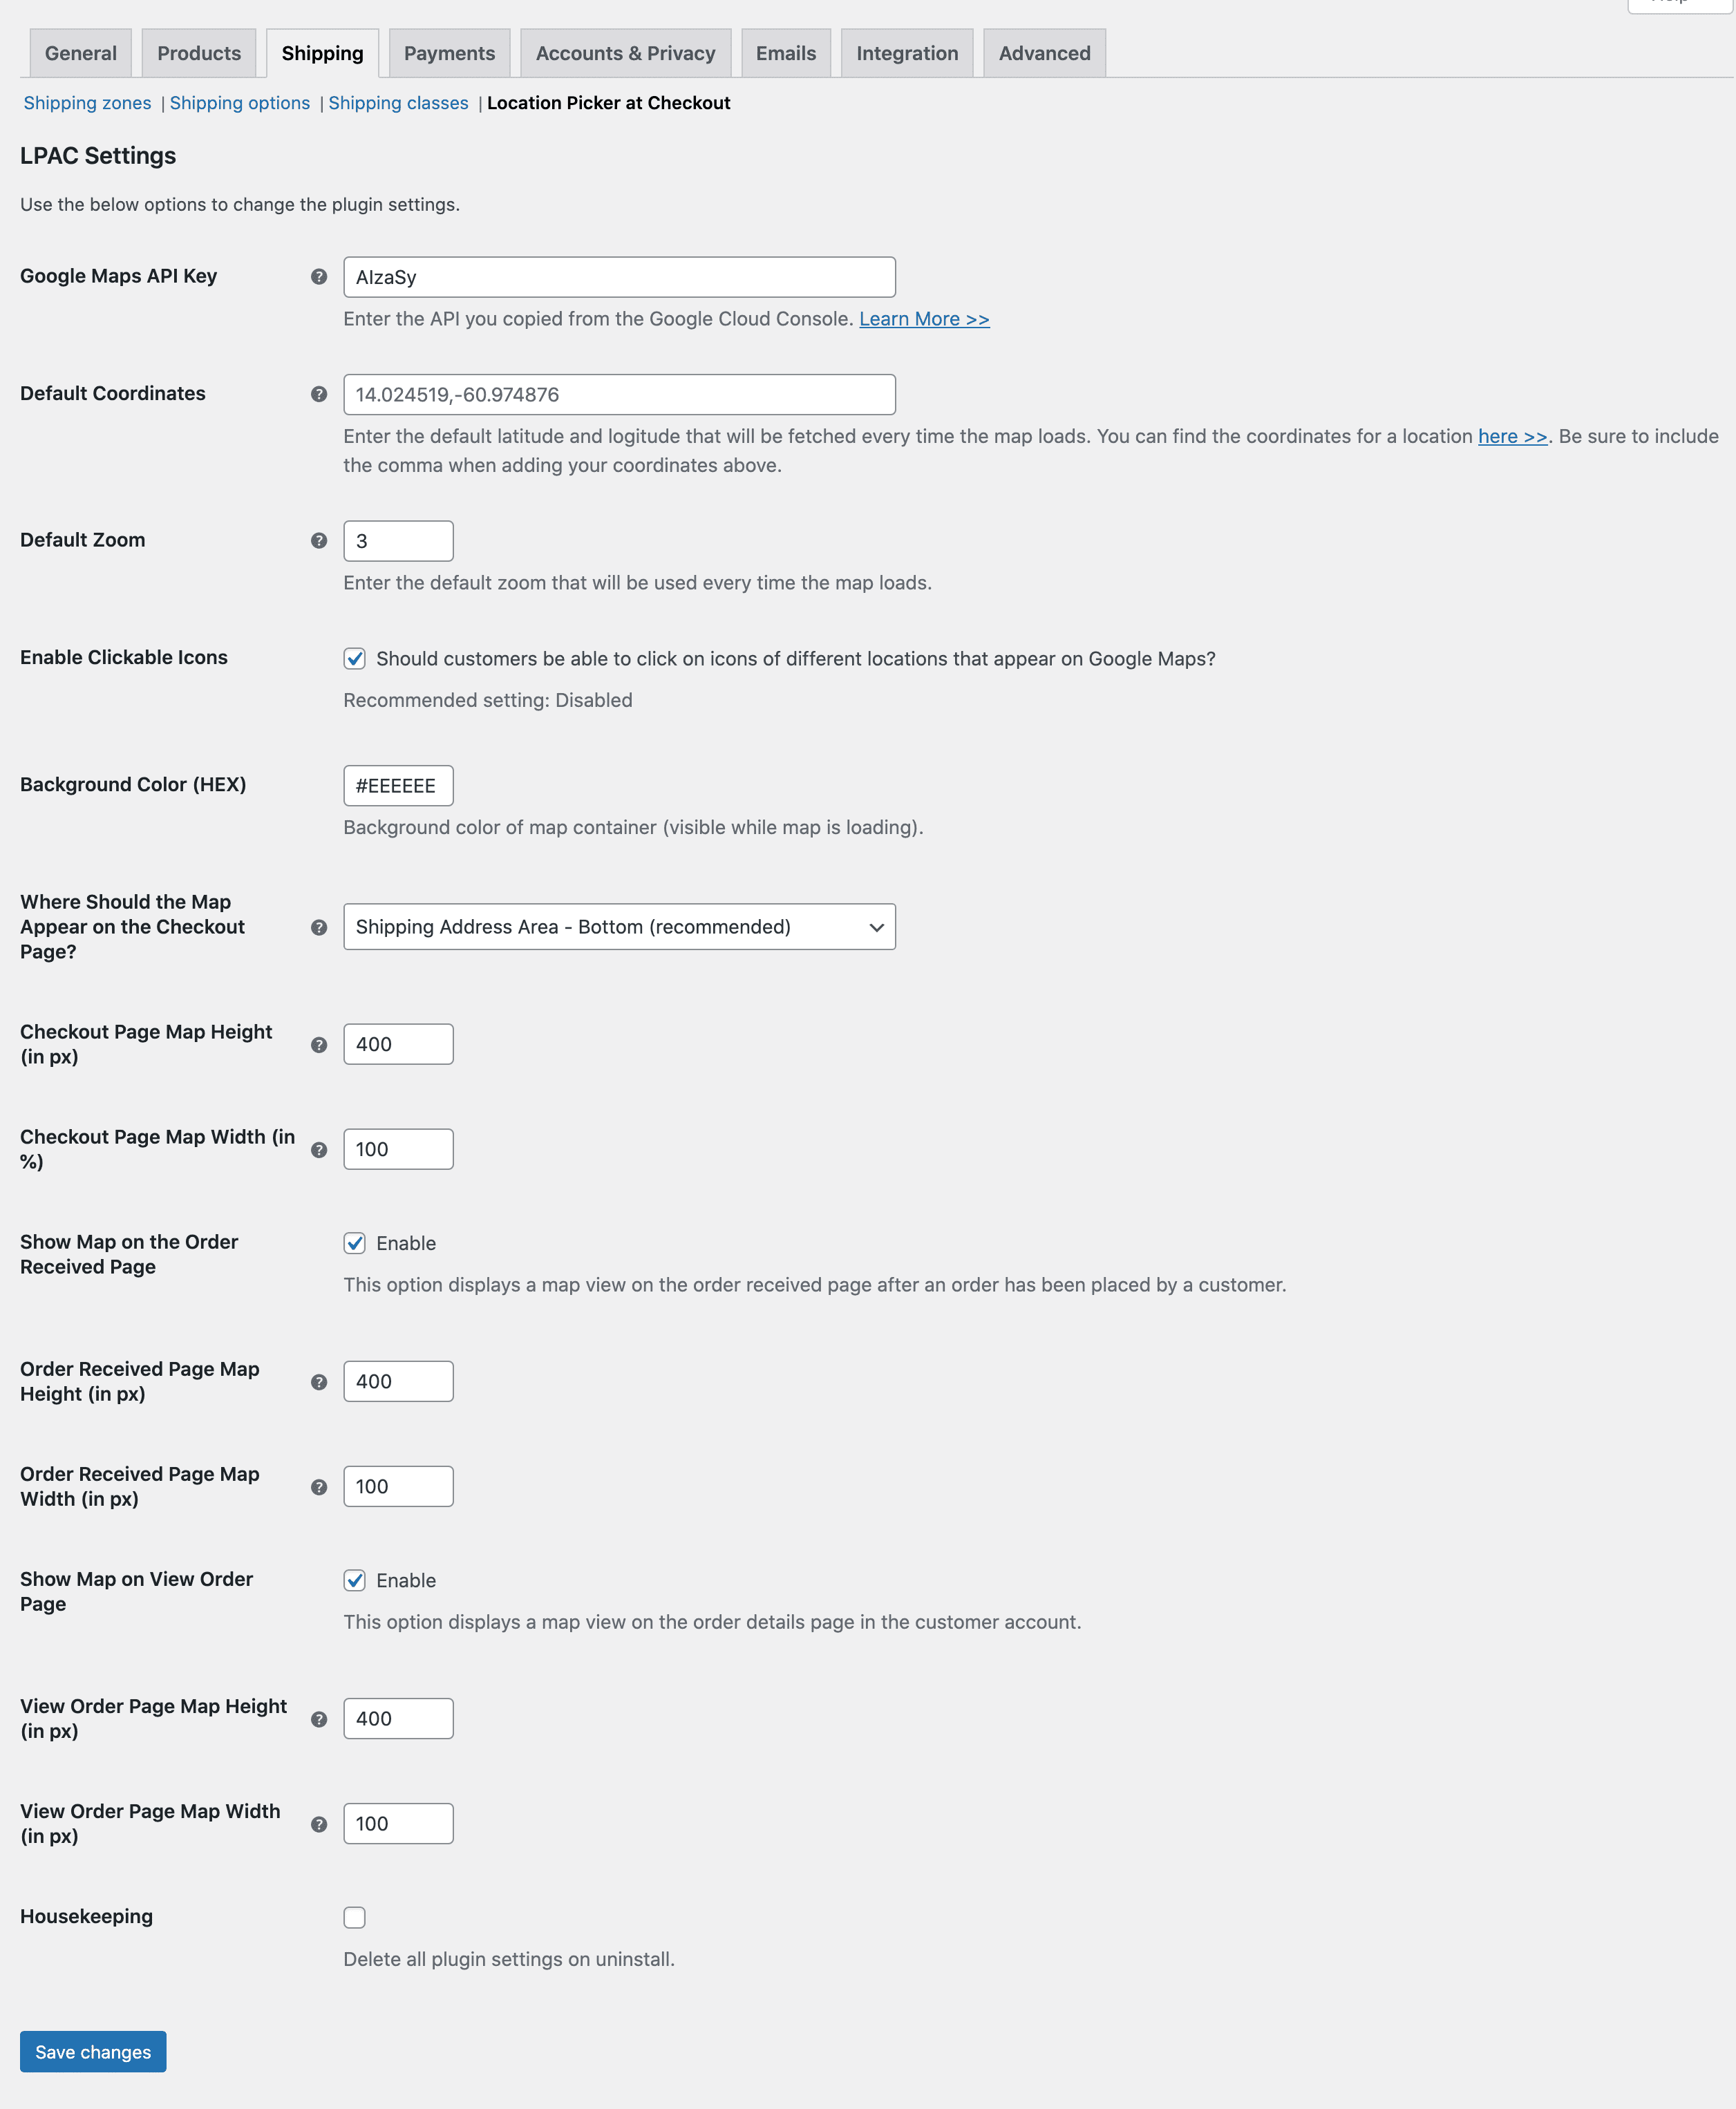 General
Products
Shipping
Payments
Accounts & Privacy
Emails
Integration
Advanced
Shipping zones | Shipping options | Shipping classes | Location Picker at Checkout
LPAC Settings
Use the below options to change the plugin settings.
Google Maps API Key
AIzaSy
Enter the API you copied from the Google Cloud Console. Learn More >>
Default Coordinates
14.024519,-60.974876
Enter the default latitude and logitude that will be fetched every time the map loads. You can find the coordinates for a location here >>. Be sure to include
the comma when adding your coordinates above.
Default Zoom
3
Enter the default zoom that will be used every time the map loads.
Enable Clickable Icons
Should customers be able to click on icons of different locations that appear on Google Maps?
Recommended setting: Disabled
Background Color (HEX)
#EEEEEE
Background color of map container (visible while map is loading).
Where Should the Map
Appear on the Checkout
Page?
Shipping Address Area - Bottom (recommended)
Checkout Page Map Height
(in px)
400
Checkout Page Map Width (in
%)
100
Show Map on the Order
Received Page
Enable
This option displays a map view on the order received page after an order has been placed by a customer.
Order Received Page Map
Height (in px)
400
Order Received Page Map
Width (in px)
100
Show Map on View Order
Page
Enable
This option displays a map view on the order details page in the customer account.
View Order Page Map Height
(in px)
400
View Order Page Map Width
(in px)
100
Housekeeping
Delete all plugin settings on uninstall.
Save changes